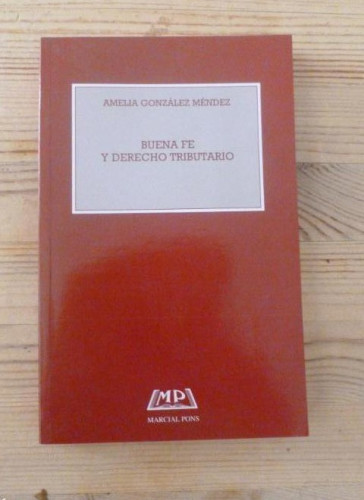 AMELIA GONZÁLEZ MÉNDEZ
BUENA FE
Y DERECHO TRIBUTARIO
MP
MARCIAL PONS